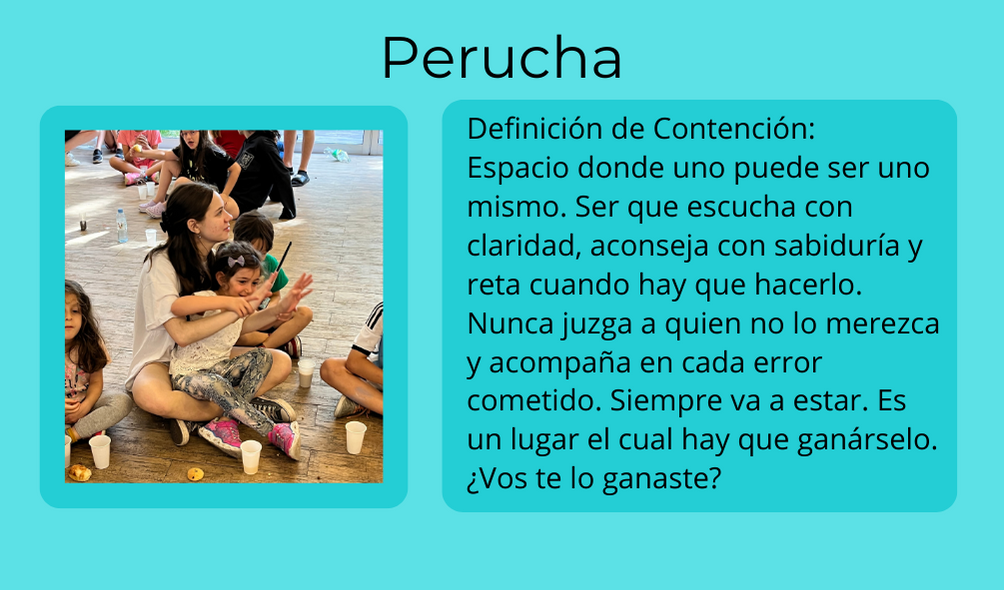 Perucha
Definición de Contención:
Espacio donde uno puede ser uno
mismo. Ser que escucha con
claridad, aconseja con sabiduría y
reta cuando hay que hacerlo.
Nunca juzga a quien no lo merezca
y acompaña en cada error
cometido. Siempre va a estar. Es
un lugar el cual hay que ganárselo.
¿Vos te lo ganaste?